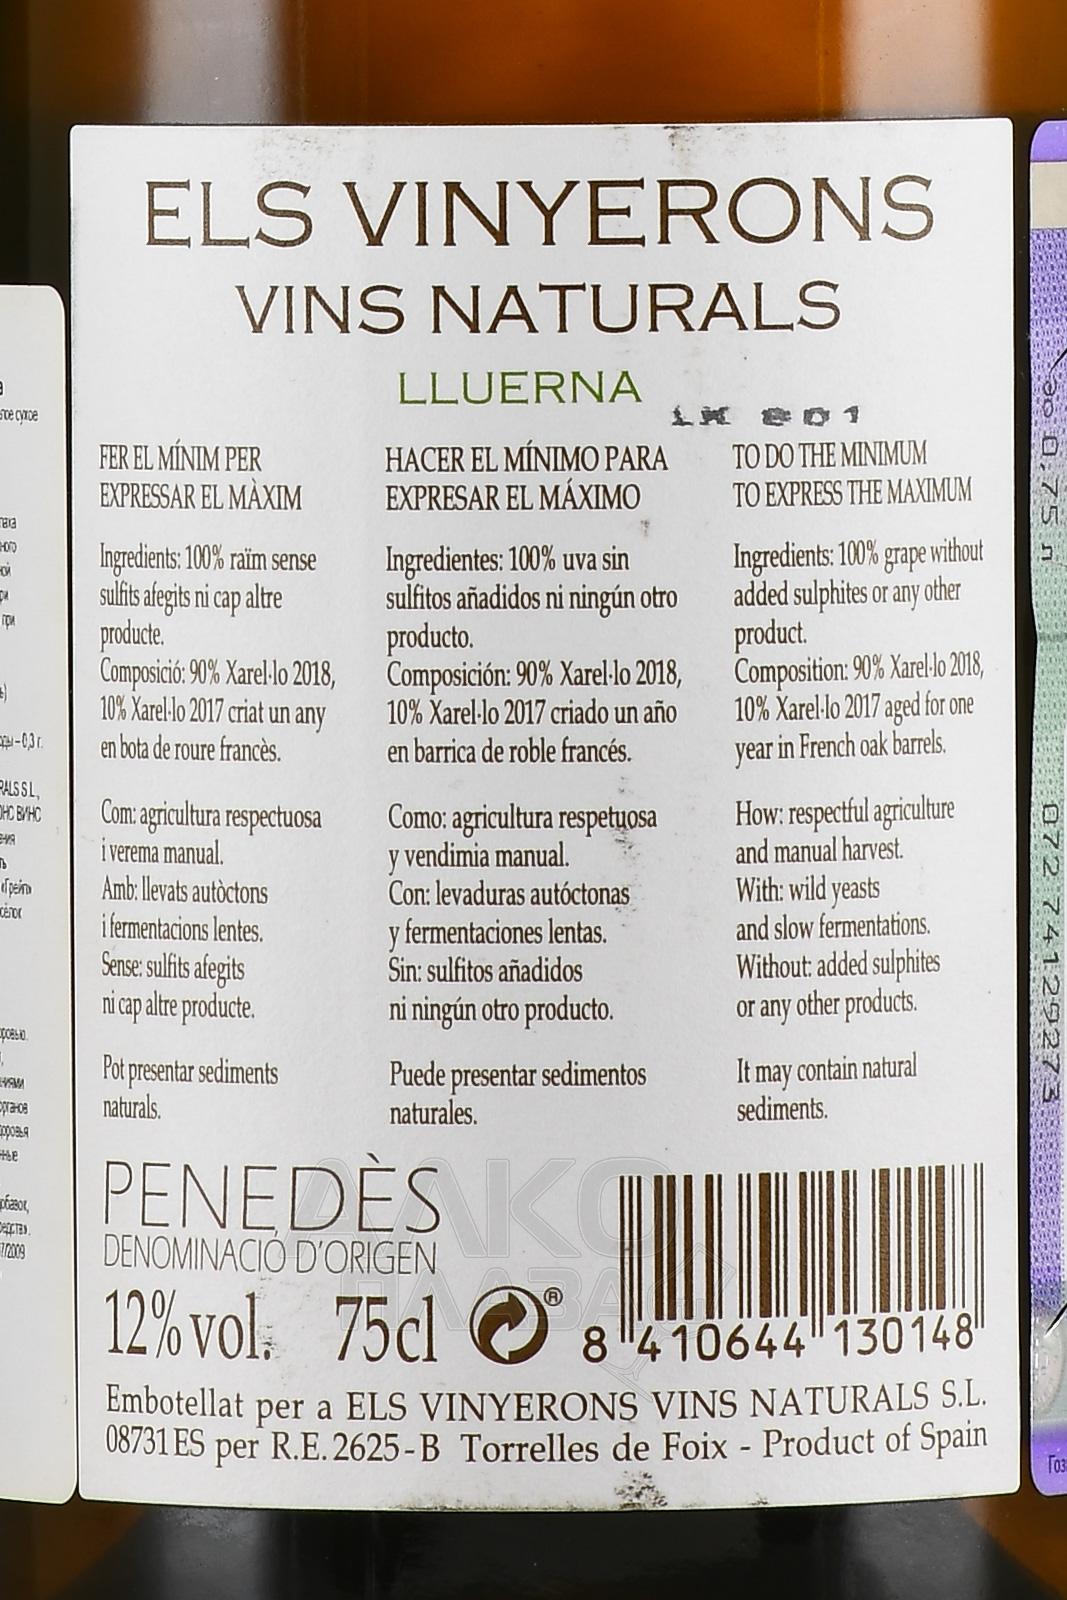 ELS VINYERONS
VINS NATURALS
LLUERNA
LK 801
FER EL MÍNIM PER
EXPRESSAR EL MÀXIM
Ingredients: 100% raïm sense
sulfits afegits ni cap altre
producte.
Composició: 90% Xarel·lo 2018,
10% Xarel·lo 2017 criat un any
en bota de roure francès.
Com: agricultura respectuosa
i verema manual.
Amb: llevats autòctons
i fermentacions lentes.
Sense: sulfits afegits
ni cap altre producte.
Pot presentar sediments
naturals.
HACER EL MÍNIMO PARA
EXPRESAR EL MÁXIMO
Ingredientes: 100% uva sin
sulfitos añadidos ni ningún otro
producto.
Composición: 90% Xarel·lo 2018,
10% Xarel·lo 2017 criado un año
en barrica de roble francés.
Como: agricultura respetuosa
y vendimia manual.
Con: levaduras autóctonas
y fermentaciones lentas.
Sin: sulfitos añadidos
ni ningún otro producto.
Puede presentar sedimentos
naturales.
TO DO THE MINIMUM
TO EXPRESS THE MAXIMUM
Ingredients: 100% grape without
added sulphites or any other
product.
Composition: 90% Xarel·lo 2018,
10% Xarel·lo 2017 aged for one
year in French oak barrels.
How: respectful agriculture
and manual harvest.
With: wild yeasts
and slow fermentations.
Without: added sulphites
or any other products.
It may contain natural
sediments.
PENEDÈS
DENOMINACIÓ D'ORIGEN
12% vol. 75cl ®
8 410644 130148
Embotellat per a ELS VINYERONS VINS NATURALS S.L.
08731 ES per R.E. 2625-B Torrelles de Foix - Product of Spain
АЛКО
ПЛАЗА
до 0,75 л
072 74129273